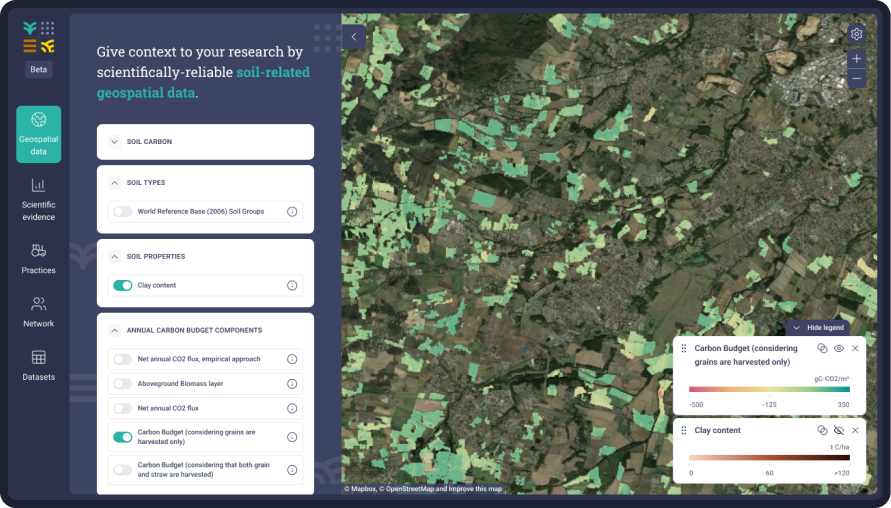 Beta
Geospatial
data
Scientific
evidence
Practices
Network
Datasets
Give context to your research by
scientifically-reliable soil-related
geospatial data.
SOIL CARBON
SOIL TYPES
World Reference Base (2006) Soil Groups
SOIL PROPERTIES
Clay content
ANNUAL CARBON BUDGET COMPONENTS
Net annual CO2 flux, empirical approach
Aboveground Biomass layer
Net annual CO2 flux
Carbon Budget (considering grains are
harvested only)
Carbon Budget (considering that both grain
and straw are harvested)
Hide legend
Carbon Budget (considering
grains are harvested only)
gC-CO2/m²
-500 -125 350
Clay content
t C/ha
0 60 >120
© Mapbox, © OpenStreetMap and Improve this map